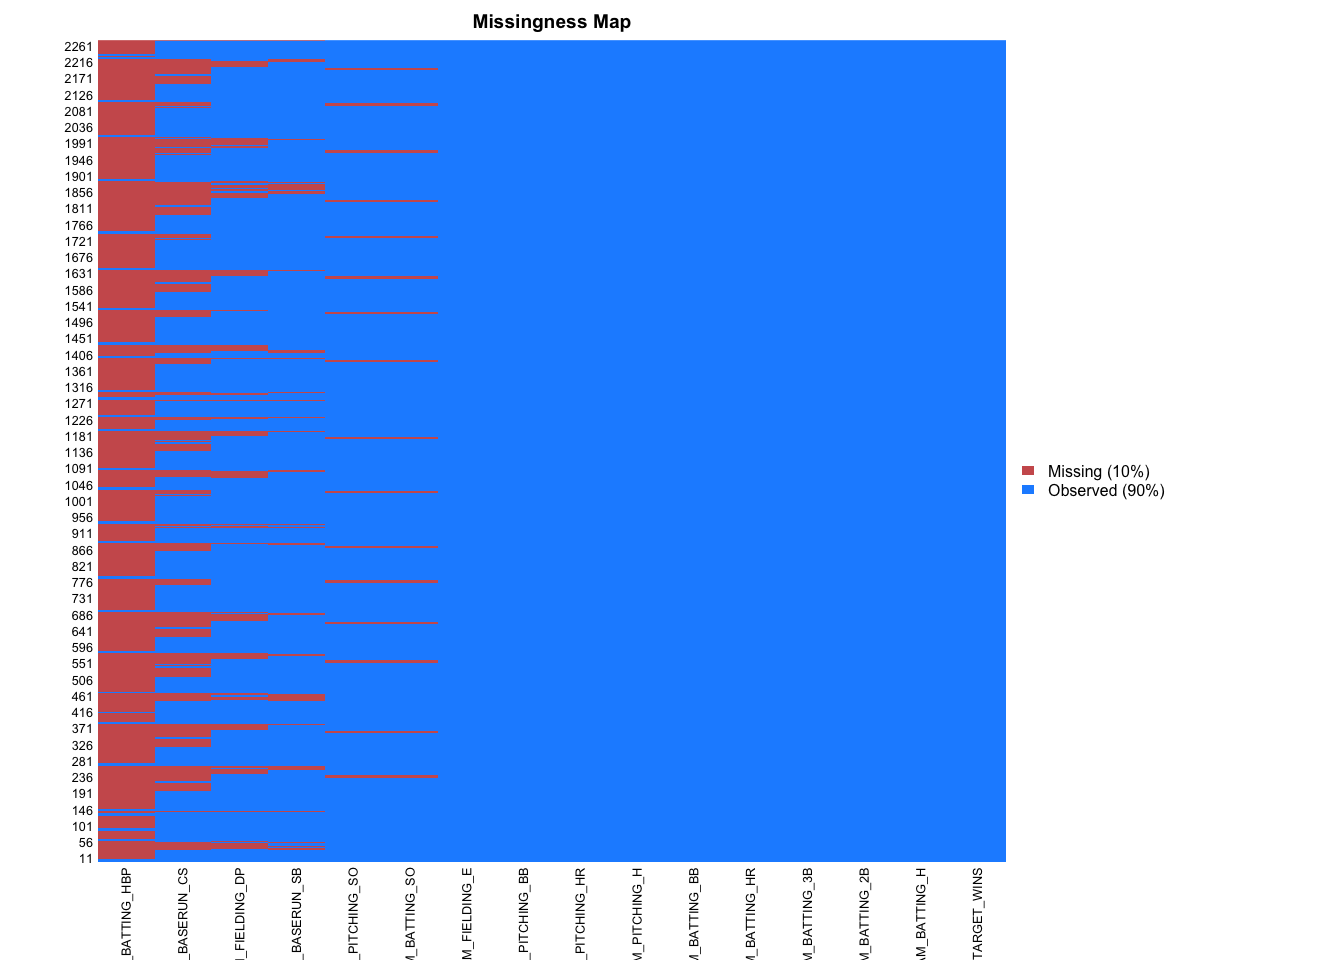 Missingness Map
2261
2216
2171
2126
2081
2036
1991
1946
1901
1856
1811
1766
1721
1676
1631
1586
1541
1496
1451
1406
1361
1316
1271
1226
1181
1136
1091
1046
1001
956
911
866
821
776
731
686
641
596
551
506
461
416
371
326
281
236
191
146
101
56
11
Missing (10%)
Observed (90%)
_BATTING_HBP
_BASERUN_CS
_FIELDING_DP
_BASERUN_SB
_PITCHING_SO
M_BATTING_SO
M_FIELDING_E
_PITCHING_BB
_PITCHING_HR
M_PITCHING_H
M_BATTING_BB
M_BATTING_HR
M_BATTING_3B
M_BATTING_2B
AM_BATTING_H
TARGET_WINS